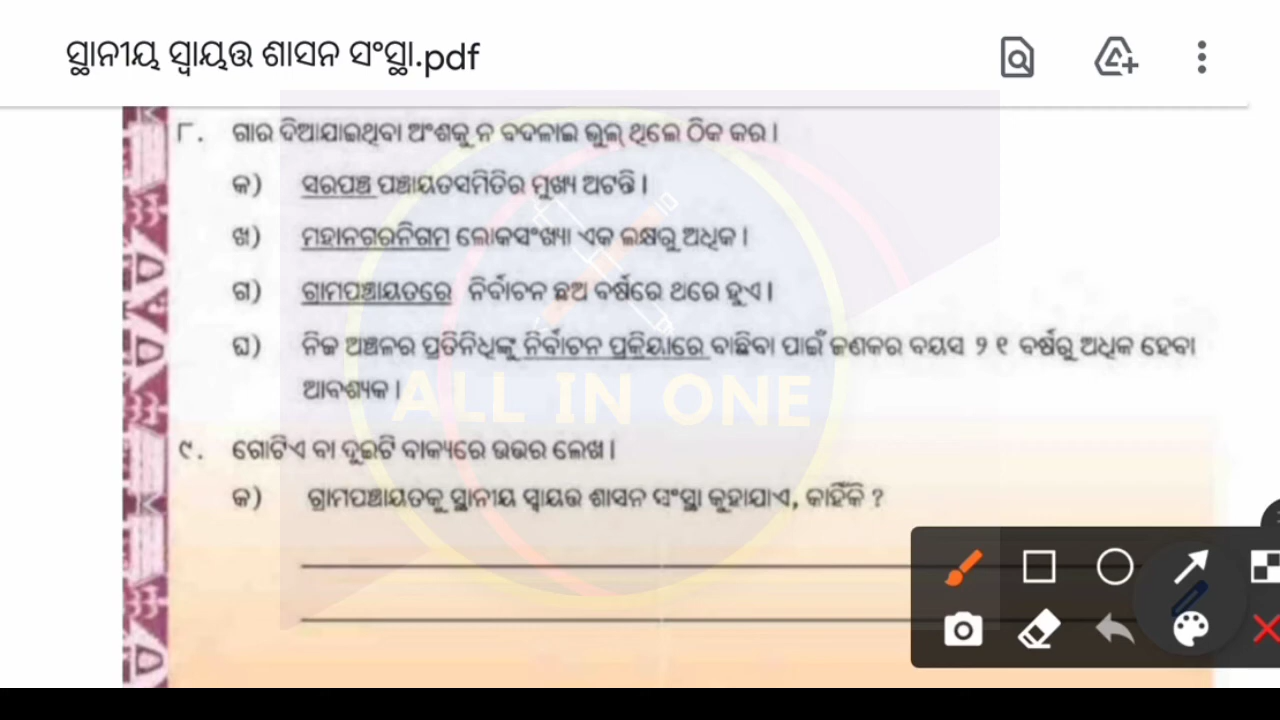 ସ୍ଥାନୀୟ ସ୍ୱାୟତ୍ତ ଶାସନ ସଂସ୍ଥା.pdf
୮. ଗାର ଦିଆଯାଇଥିବା ଅଂଶକୁ ନ ବଦଳାଇ ଭୁଲ୍ ଥିଲେ ଠିକ କର।
କ) ସରପଞ୍ଚ ପଞ୍ଚାୟତସମିତିର ମୁଖ୍ୟ ଅଟନ୍ତି।
ଖ) ମହାନଗରନିଗମ ଲୋକସଂଖ୍ୟା ଏକ ଲକ୍ଷରୁ ଅଧିକ।
ଗ) ଗ୍ରାମପଞ୍ଚାୟତରେ ନିର୍ବାଚନ ଛଅ ବର୍ଷରେ ଥରେ ହୁଏ।
ଘ) ନିଜ ଅଞ୍ଚଳର ପ୍ରତିନିଧିଙ୍କୁ ନିର୍ବାଚନ ପ୍ରକ୍ରିୟାରେ ବାଛିବା ପାଇଁ ଜଣକର ବୟସ ୨୧ ବର୍ଷରୁ ଅଧିକ ହେବା
ଆବଶ୍ୟକ।
ALL IN ONE
୯. ଗୋଟିଏ ବା ଦୁଇଟି ବାକ୍ୟରେ ଉତ୍ତର ଲେଖ।
କ) ଗ୍ରାମପଞ୍ଚାୟତକୁ ସ୍ଥାନୀୟ ସ୍ୱାୟତ୍ତ ଶାସନ ସଂସ୍ଥା କୁହାଯାଏ, କାହିଁକି ?